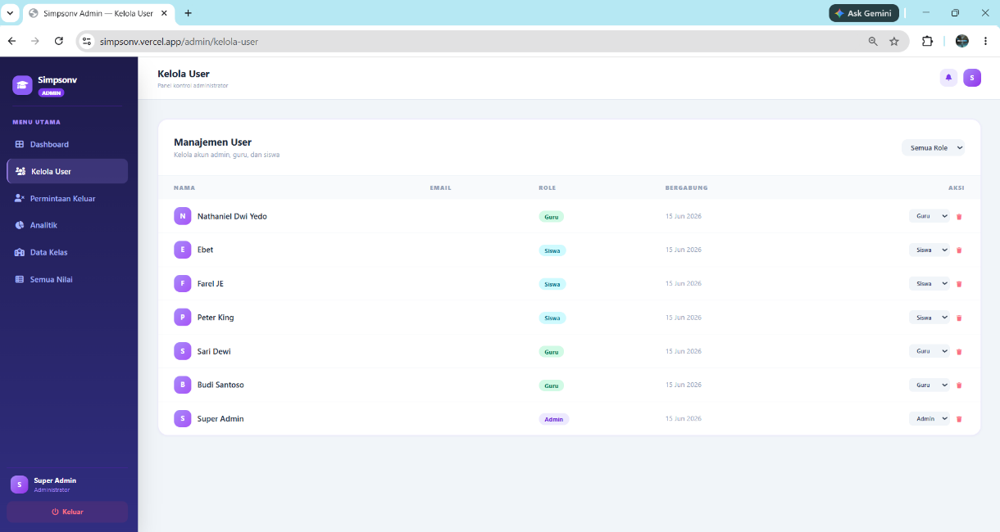 Simpsonv Admin — Kelola User
Ask Gemini
simpsonv.vercel.app/admin/kelola-user
Simpsonv
ADMIN
MENU UTAMA
Dashboard
Kelola User
Permintaan Keluar
Analitik
Data Kelas
Semua Nilai
S Super Admin
Administrator
Keluar
Kelola User
Panel kontrol administrator
S
Manajemen User
Kelola akun admin, guru, dan siswa
Semua Role
NAMA EMAIL ROLE BERGABUNG AKSI
N Nathaniel Dwi Yedo Guru 15 Jun 2026 Guru
E Ebet Siswa 15 Jun 2026 Siswa
F Farel JE Siswa 15 Jun 2026 Siswa
P Peter King Siswa 15 Jun 2026 Siswa
S Sari Dewi Guru 15 Jun 2026 Guru
B Budi Santoso Guru 15 Jun 2026 Guru
S Super Admin Admin 15 Jun 2026 Admin